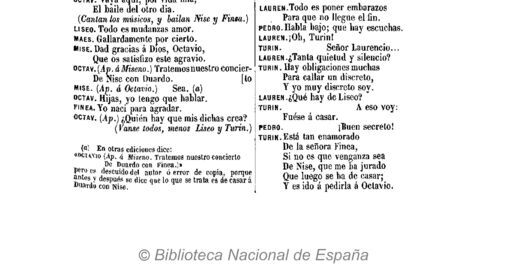 OCTAV. Vaya aquí, por vida mía,
El baile del otro dia.
(Cantan los músicos, y bailan Nise y Finea.)
LISEO. Todo es mudanzas amor.
MAES. Gallardamente por cierto.
MISE. Dad gracias á Dios, Octavio,
Que os satisfizo este agravio.
OCTAV. (Ap. á Miseno.) Tratemos nuestro concier-
De Nise con Duardo. [to
MISE. (Ap. á Octavio.) Sea. (a)
OCTAV. Hijas, yo tengo que hablar.
FINEA. Yo nací para agradar.
OCTAV. (Ap.) ¿Quién hay que mis dichas crea?
(Vanse todos, menos Liseo y Turin.)
(a) En otras ediciones dice:
«OCTAVIO (Ap. á Miseno. Tratemos nuestro concierto
De Duardo con Finea.)»
pero es descuido del autor ó error de copia, porque
antes y después se dice que lo que se trata es de casar á
Duardo con Nise.
LAUREN. Todo es poner embarazos
Para que no llegue el fin.
PEDRO. Habla bajo; que hay escuchas.
LAUREN. ¡Oh, Turin!
TURIN. Señor Laurencio...
LAUREN. ¿Tanta quietud y silencio?
TURIN. Hay obligaciones muchas
Para callar un discreto,
Y yo muy discreto soy.
LAUREN. ¿Qué hay de Liseo?
TURIN. A eso voy:
Fuése á casar.
PEDRO. ¡Buen secreto!
TURIN. Está tan enamorado
De la señora Finea,
Si no es que venganza sea
De Nise, que me ha jurado
Que luego se ha de casar;
Y es ido á pedirla á Octavio.
© Biblioteca Nacional de España